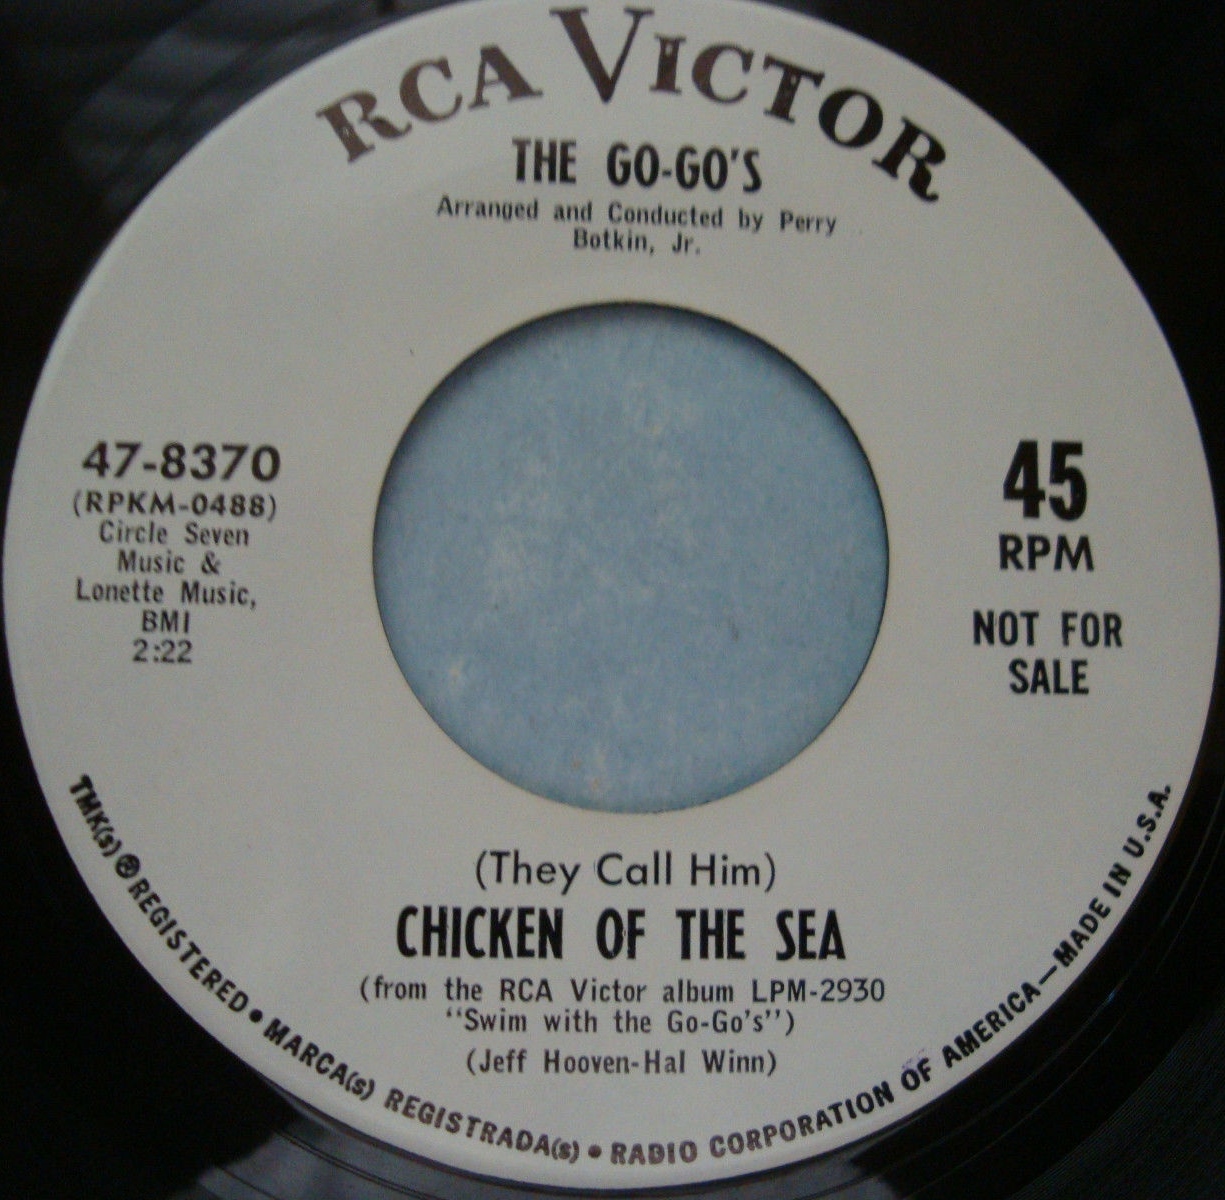 RCA VICTOR
THE GO-GO'S
Arranged and Conducted by Perry
Botkin, Jr.
47-8370
(RPKM-0488)
Circle Seven
Music &
Lonette Music,
BMI
2:22
45
RPM
NOT FOR
SALE
(They Call Him)
CHICKEN OF THE SEA
(from the RCA Victor album LPM-2930
"Swim with the Go-Go's")
(Jeff Hooven-Hal Winn)
TMK(s) ® REGISTERED • MARCA(s) REGISTRADA(s) • RADIO CORPORATION OF AMERICA—MADE IN U.S.A.